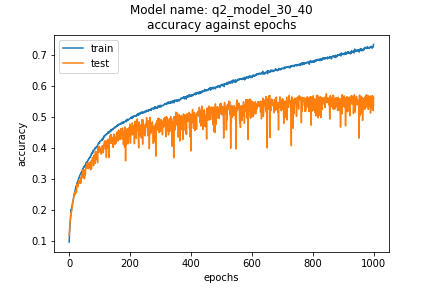 Model name: q2_model_30_40
accuracy against epochs
train
test
0.7
0.6
0.5
0.4
0.3
0.2
0.1
accuracy
0
200
400
600
800
1000
epochs